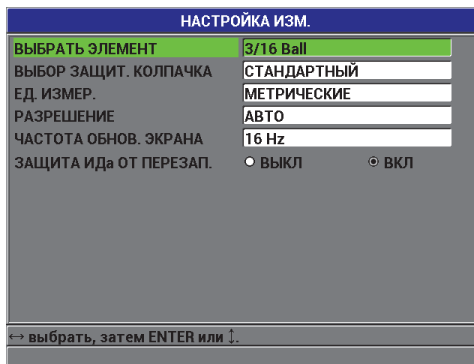 НАСТРОЙКА ИЗМ.
ВЫБРАТЬ ЭЛЕМЕНТ 3/16 Ball
ВЫБОР ЗАЩИТ. КОЛПАЧКА СТАНДАРТНЫЙ
ЕД. ИЗМЕР. МЕТРИЧЕСКИЕ
РАЗРЕШЕНИЕ АВТО
ЧАСТОТА ОБНОВ. ЭКРАНА 16 Hz
ЗАЩИТА ИДа ОТ ПЕРЕЗАП. ВЫКЛ ВКЛ
↔ выбрать, затем ENTER или ↕.